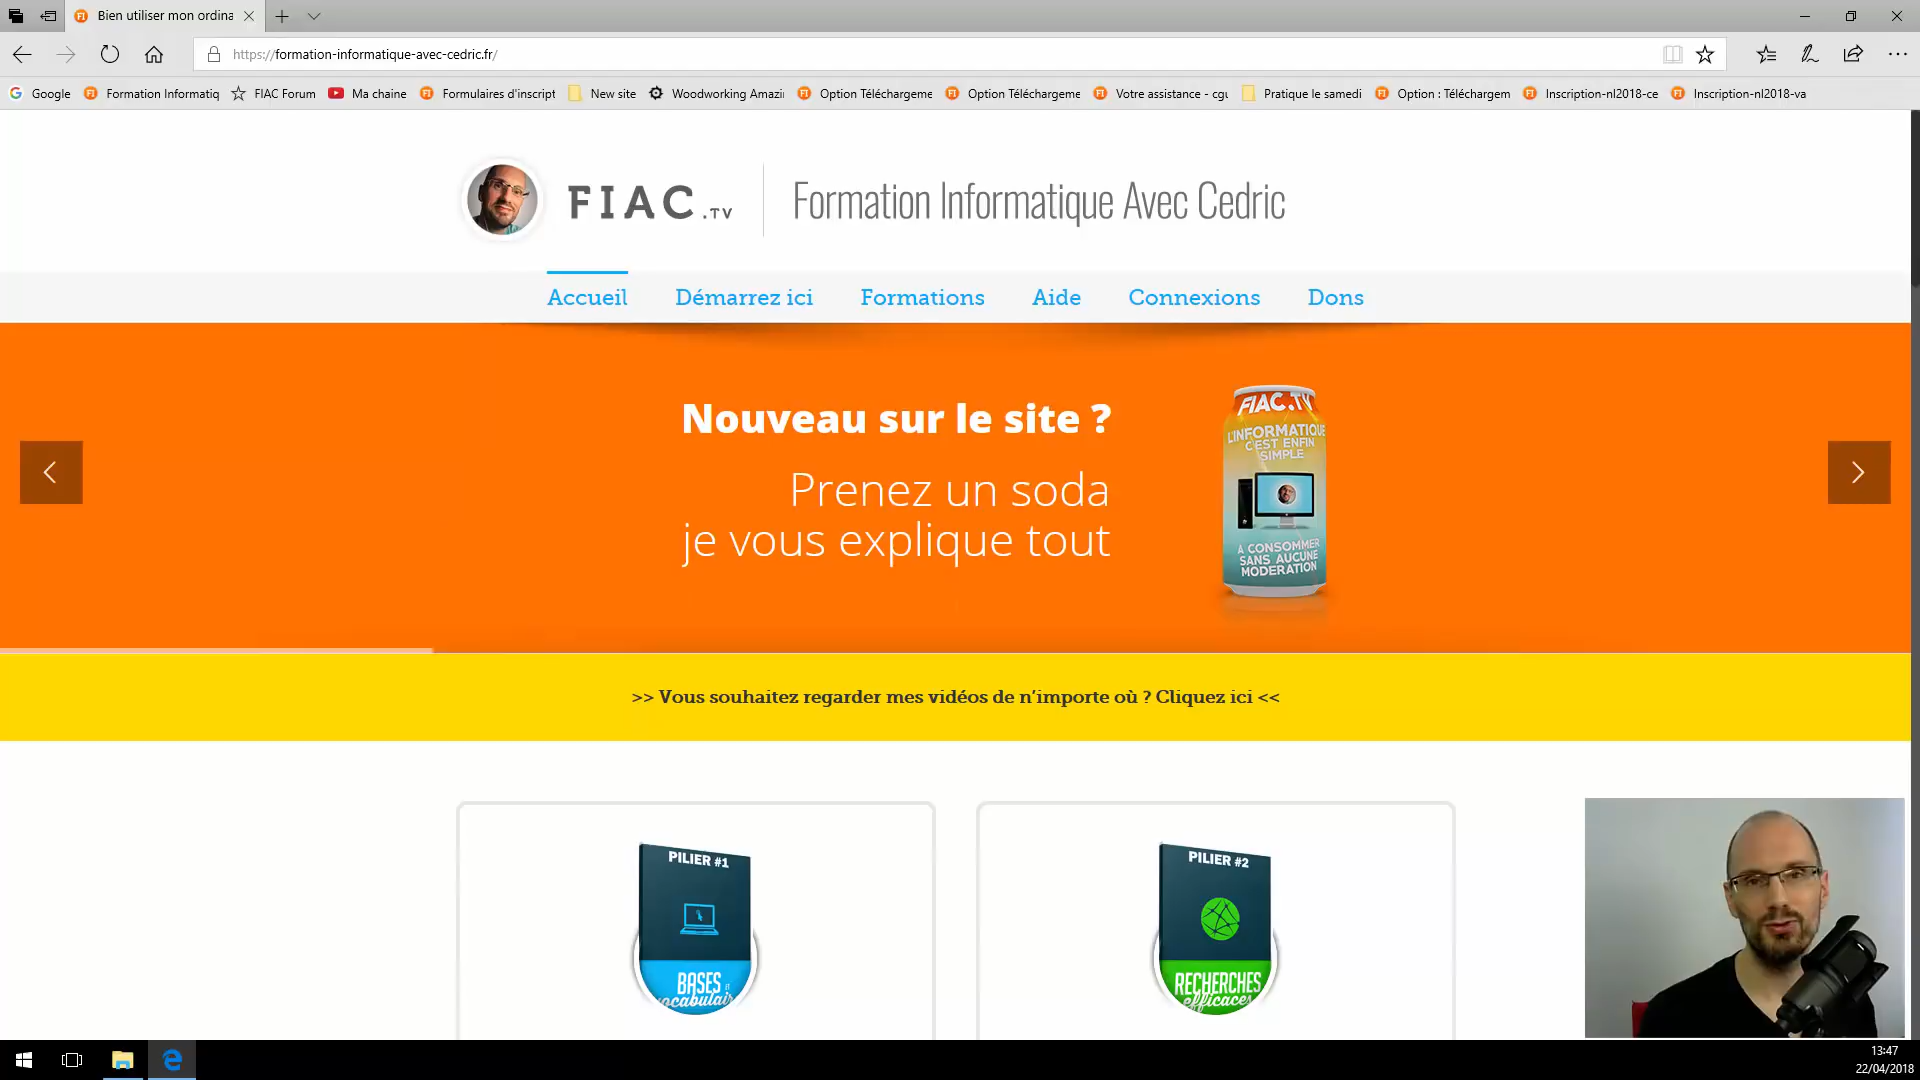 Bien utiliser mon ordina
https://formation-informatique-avec-cedric.fr/
Google
Formation Informatiq
FIAC Forum
Ma chaine
Formulaires d'inscript
New site
Woodworking Amazi
Option Téléchargeme
Option Téléchargeme
Votre assistance - cgu
Pratique le samedi
Option : Téléchargem
Inscription-nl2018-ce
Inscription-nl2018-va
FIAC.TV
Formation Informatique Avec Cedric
Accueil
Démarrez ici
Formations
Aide
Connexions
Dons
Nouveau sur le site ?
Prenez un soda
je vous explique tout
FIAC.TV
L'INFORMATIQUE
C'EST ENFIN
SIMPLE
A CONSOMMER
SANS AUCUNE
MODERATION
>> Vous souhaitez regarder mes vidéos de n'importe où ? Cliquez ici <<
PILIER #1
BASES et
vocabulaire
PILIER #2
RECHERCHES
efficaces
13:47
22/04/2018